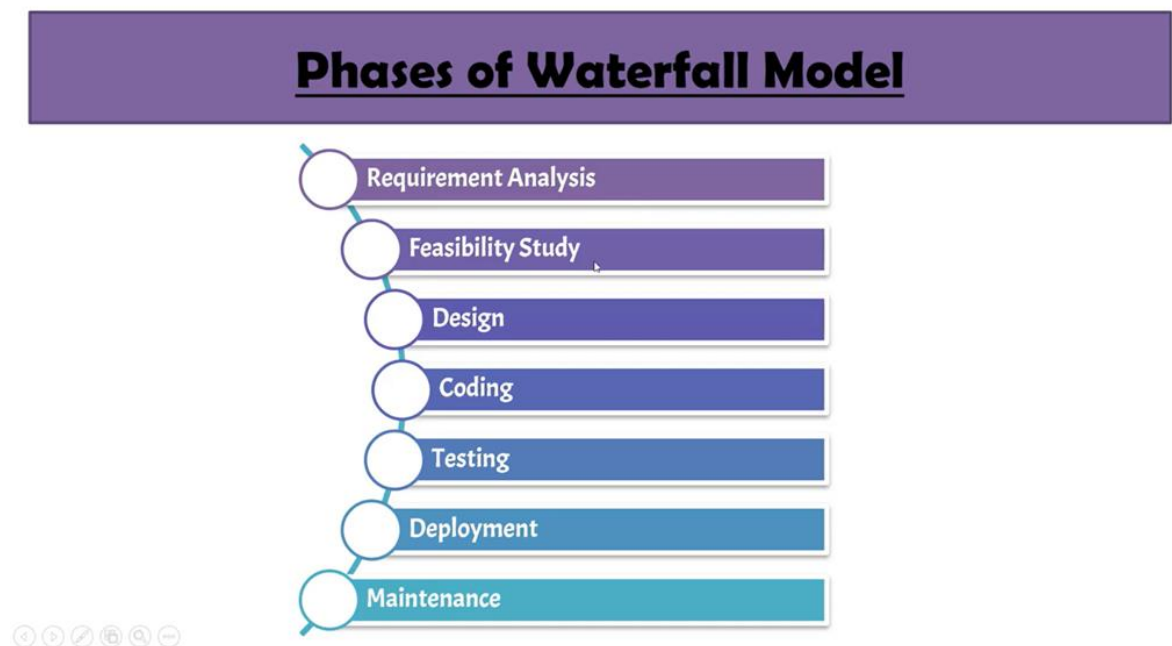 Phases of Waterfall Model
Requirement Analysis
Feasibility Study
Design
Coding
Testing
Deployment
Maintenance